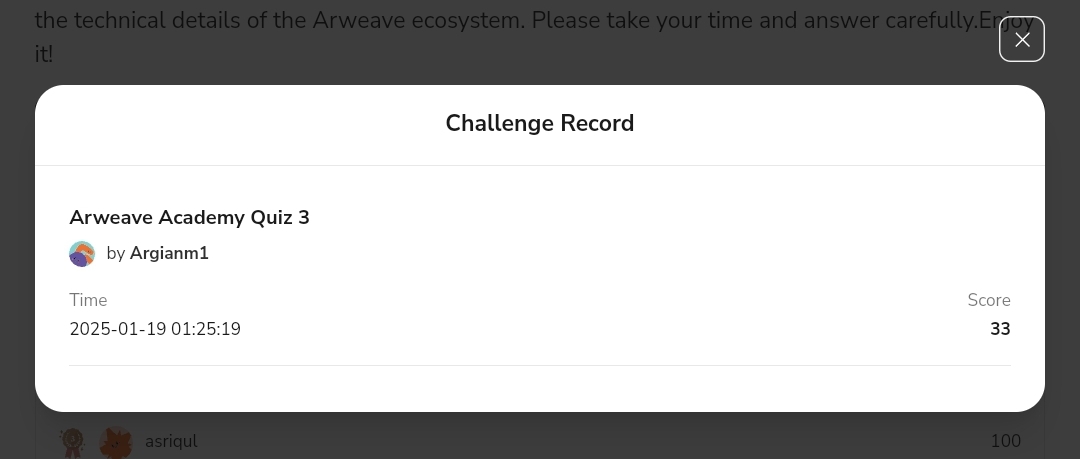 the technical details of the Arweave ecosystem. Please take your time and answer carefully.Enjoy
it!
Challenge Record
Arweave Academy Quiz 3
by Argianm1
Time
Score
2025-01-19 01:25:19
33
asriqul
100